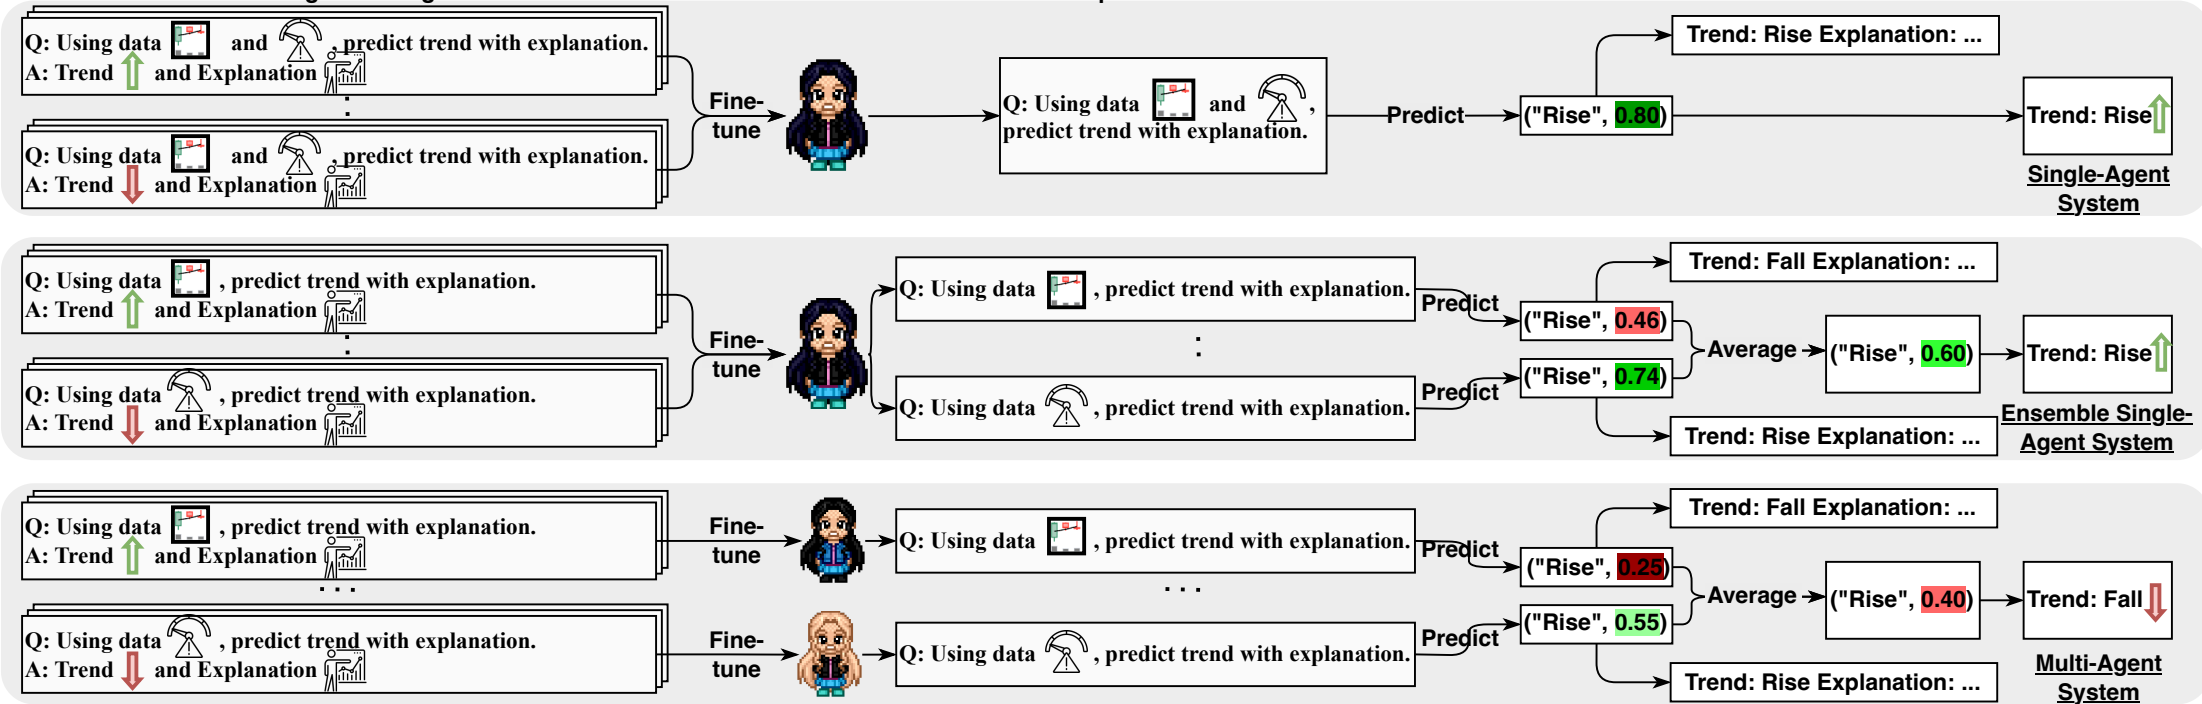 Q: Using data and , predict trend with explanation.
A: Trend and Explanation
:
Q: Using data and , predict trend with explanation.
A: Trend and Explanation
Fine-
tune
Q: Using data and ,
predict trend with explanation.
Predict
("Rise", 0.80)
Trend: Rise Explanation: ...
Trend: Rise
Single-Agent
System
Q: Using data , predict trend with explanation.
A: Trend and Explanation
:
Q: Using data , predict trend with explanation.
A: Trend and Explanation
Fine-
tune
Q: Using data , predict trend with explanation.
:
Q: Using data , predict trend with explanation.
Predict
Predict
Trend: Fall Explanation: ...
("Rise", 0.46)
("Rise", 0.74)
Trend: Rise Explanation: ...
Average
("Rise", 0.60)
Trend: Rise
Ensemble Single-
Agent System
Q: Using data , predict trend with explanation.
A: Trend and Explanation
...
Q: Using data , predict trend with explanation.
A: Trend and Explanation
Fine-
tune
Fine-
tune
Q: Using data , predict trend with explanation.
...
Q: Using data , predict trend with explanation.
Predict
Predict
Trend: Fall Explanation: ...
("Rise", 0.25)
("Rise", 0.55)
Trend: Rise Explanation: ...
Average
("Rise", 0.40)
Trend: Fall
Multi-Agent
System